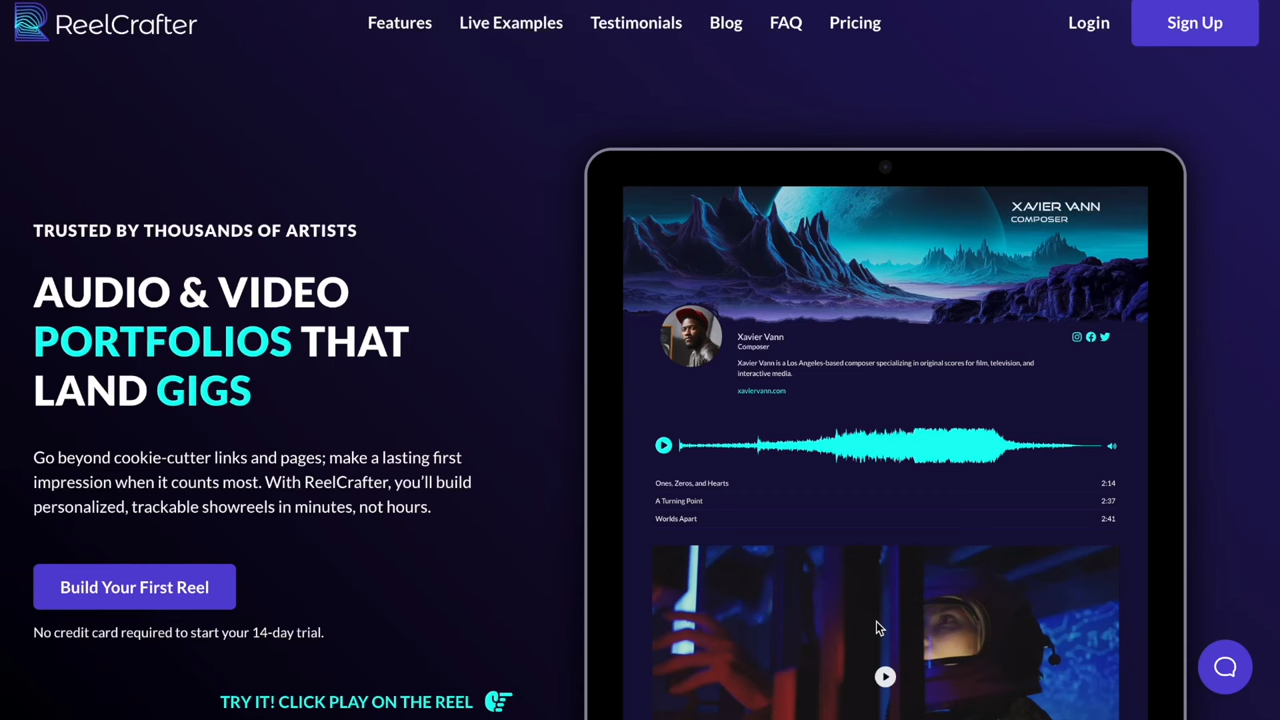 ReelCrafter
Features
Live Examples
Testimonials
Blog
FAQ
Pricing
Login
Sign Up
TRUSTED BY THOUSANDS OF ARTISTS
AUDIO & VIDEO
PORTFOLIOS THAT
LAND GIGS
Go beyond cookie-cutter links and pages; make a lasting first
impression when it counts most. With ReelCrafter, you'll build
personalized, trackable showreels in minutes, not hours.
Build Your First Reel
No credit card required to start your 14-day trial.
TRY IT! CLICK PLAY ON THE REEL
XAVIER VANN
COMPOSER
Xavier Vann
Composer
Xavier Vann is a Los Angeles-based composer specializing in original scores for film, television, and
interactive media.
xaviervann.com
Ones, Zeros, and Hearts 2:14
A Turning Point 2:37
Worlds Apart 2:41